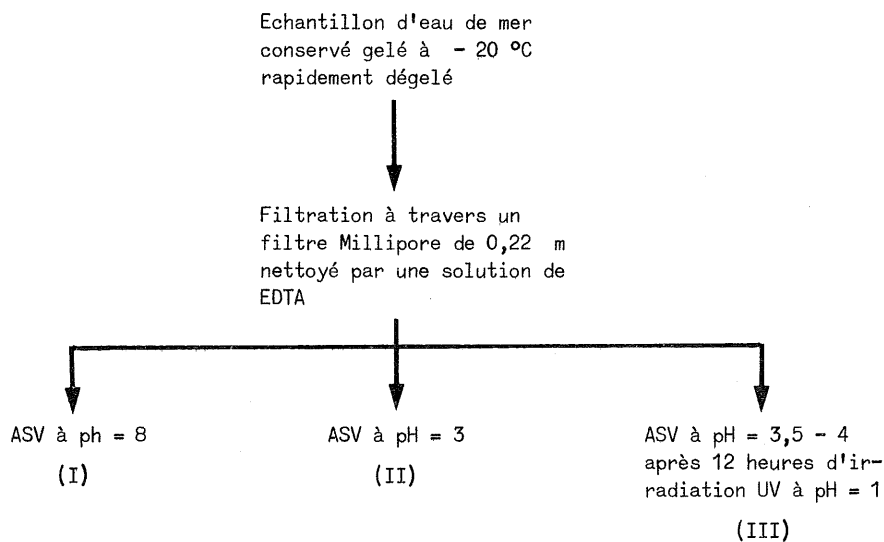 Echantillon d'eau de mer
conservé gelé à - 20 °C
rapidement dégelé
Filtration à travers un
filtre Millipore de 0,22 m
nettoyé par une solution de
EDTA
ASV à ph = 8
(I)
ASV à pH = 3
(II)
ASV à pH = 3,5 - 4
après 12 heures d'ir-
radiation UV à pH = 1
(III)